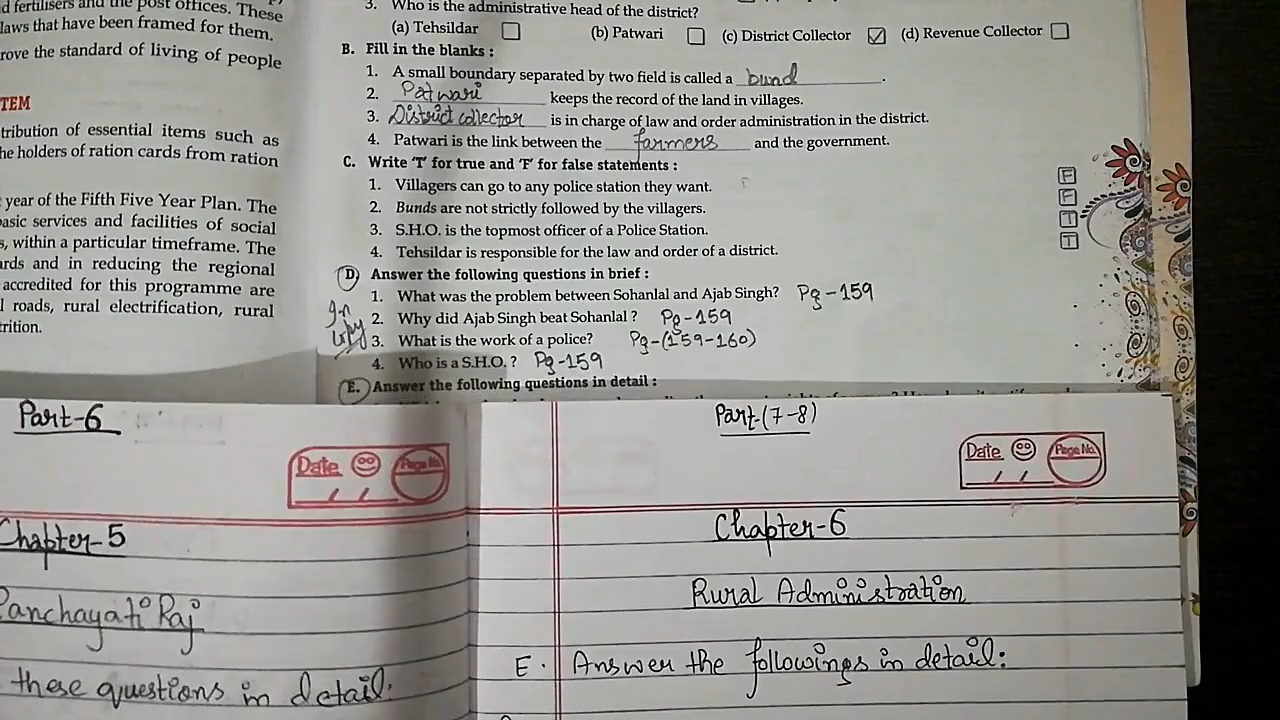 d fertilisers and the post offices. These
laws that have been framed for them.
rove the standard of living of people
TEM
tribution of essential items such as
he holders of ration cards from ration
year of the Fifth Five Year Plan. The
asic services and facilities of social
s, within a particular timeframe. The
ards and in reducing the regional
accredited for this programme are
l roads, rural electrification, rural
trition.
3. Who is the administrative head of the district?
(a) Tehsildar (b) Patwari (c) District Collector ✓ (d) Revenue Collector
B. Fill in the blanks :
1. A small boundary separated by two field is called a bund.
2. Patwari keeps the record of the land in villages.
3. District collector is in charge of law and order administration in the district.
4. Patwari is the link between the farmers and the government.
C. Write 'T' for true and 'F' for false statements :
1. Villagers can go to any police station they want. F
2. Bunds are not strictly followed by the villagers. F
3. S.H.O. is the topmost officer of a Police Station. T
4. Tehsildar is responsible for the law and order of a district. T
D. Answer the following questions in brief :
1. What was the problem between Sohanlal and Ajab Singh? Pg-159
2. Why did Ajab Singh beat Sohanlal ? Pg-159
In copy
3. What is the work of a police? Pg-(159-160)
4. Who is a S.H.O. ? Pg-159
E. Answer the following questions in detail :
Part-6
Date Page No.
Chapter-5
Panchayati Raj
these questions in detail:
Part-(7-8)
Date Page No.
Chapter-6
Rural Administration
E. Answer the followings in detail: